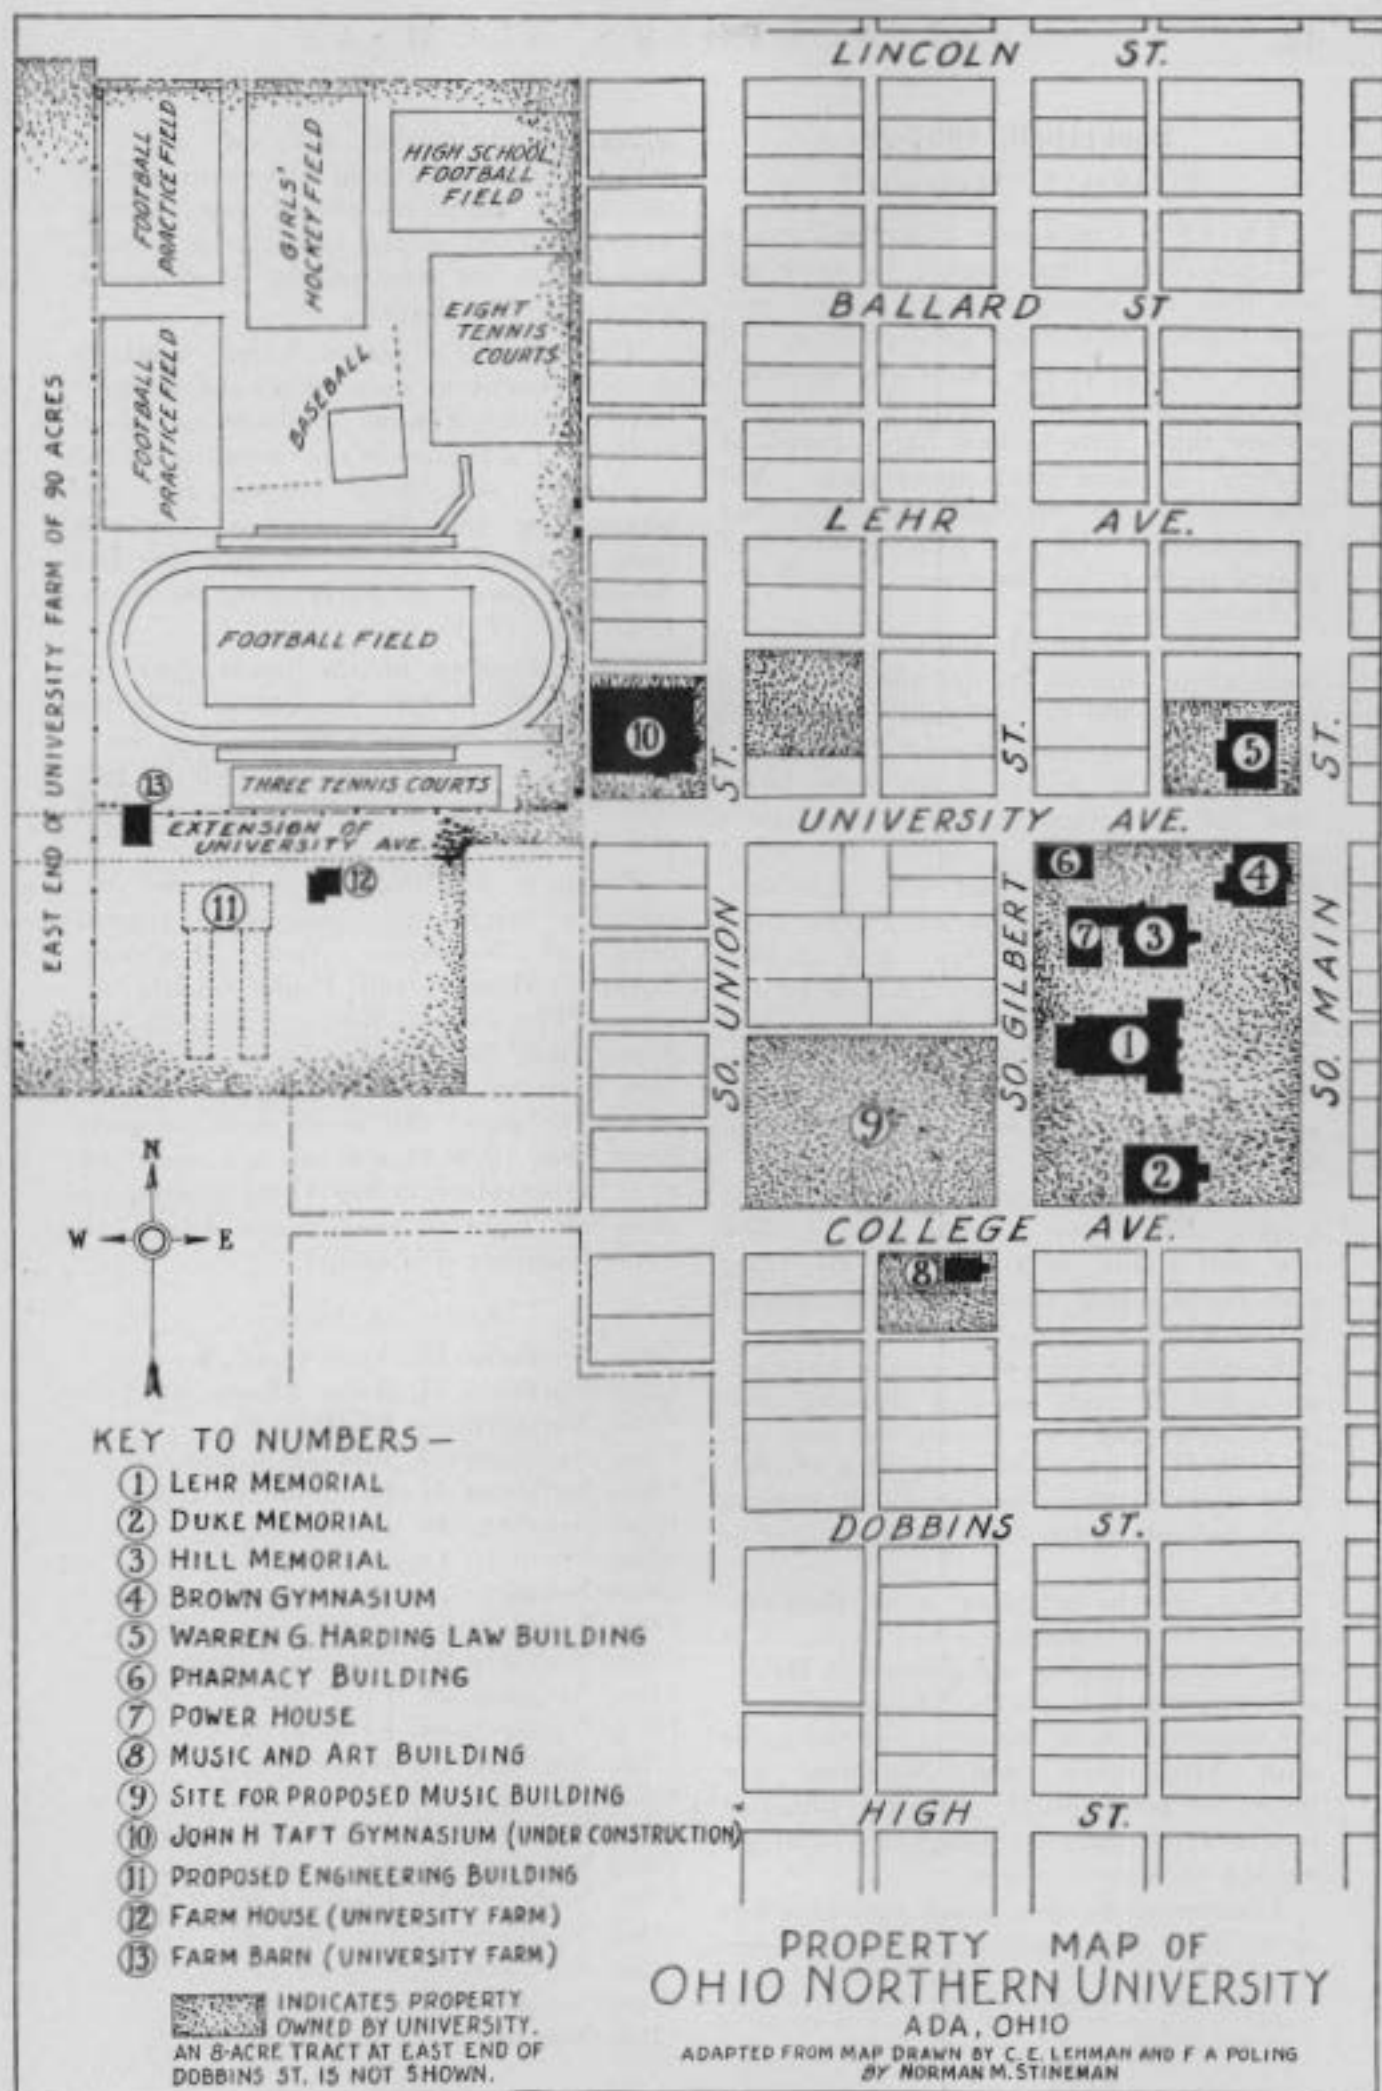 LINCOLN ST.
FOOTBALL
PRACTICE FIELD
GIRLS'
HOCKEY FIELD
HIGH SCHOOL
FOOTBALL
FIELD
BALLARD ST
EIGHT
TENNIS
COURTS
BASEBALL
FOOTBALL
PRACTICE FIELD
EAST END OF UNIVERSITY FARM OF 90 ACRES
LEHR AVE.
FOOTBALL FIELD
10
ST.
ST.
5
ST.
THREE TENNIS COURTS
13
EXTENSION OF
UNIVERSITY AVE.
UNIVERSITY AVE.
12
11
6
4
7
3
SO. UNION
SO. GILBERT
SO. MAIN
1
9
2
N
W E
COLLEGE AVE.
8
DOBBINS ST.
HIGH ST.
KEY TO NUMBERS –
1 LEHR MEMORIAL
2 DUKE MEMORIAL
3 HILL MEMORIAL
4 BROWN GYMNASIUM
5 WARREN G. HARDING LAW BUILDING
6 PHARMACY BUILDING
7 POWER HOUSE
8 MUSIC AND ART BUILDING
9 SITE FOR PROPOSED MUSIC BUILDING
10 JOHN H TAFT GYMNASIUM (UNDER CONSTRUCTION)
11 PROPOSED ENGINEERING BUILDING
12 FARM HOUSE (UNIVERSITY FARM)
13 FARM BARN (UNIVERSITY FARM)
INDICATES PROPERTY
OWNED BY UNIVERSITY.
AN 8-ACRE TRACT AT EAST END OF
DOBBINS ST. IS NOT SHOWN.
PROPERTY MAP OF
OHIO NORTHERN UNIVERSITY
ADA, OHIO
ADAPTED FROM MAP DRAWN BY C. E. LEHMAN AND F A POLING
BY NORMAN M. STINEMAN